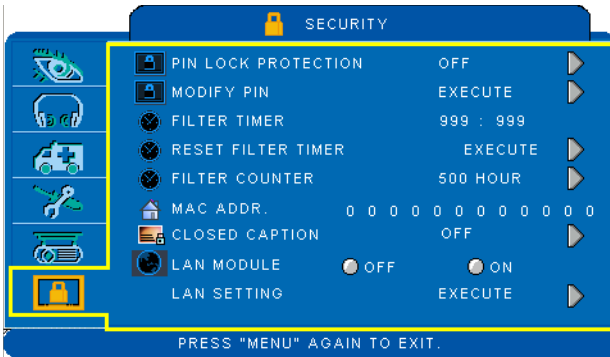 SECURITY
PIN LOCK PROTECTION OFF
MODIFY PIN EXECUTE
FILTER TIMER 999 : 999
RESET FILTER TIMER EXECUTE
FILTER COUNTER 500 HOUR
MAC ADDR. 0 0 0 0 0 0 0 0 0 0 0 0
CLOSED CAPTION OFF
LAN MODULE OFF ON
LAN SETTING EXECUTE
PRESS "MENU" AGAIN TO EXIT.